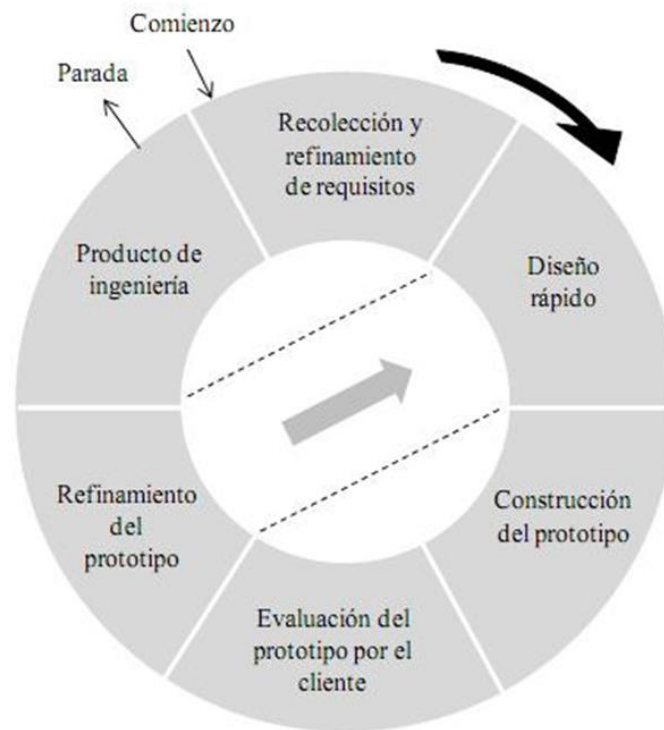 Comienzo
Parada
Recolección y
refinamiento
de requisitos
Diseño
rápido
Construcción
del prototipo
Evaluación del
prototipo por el
cliente
Refinamiento
del
prototipo
Producto de
ingeniería